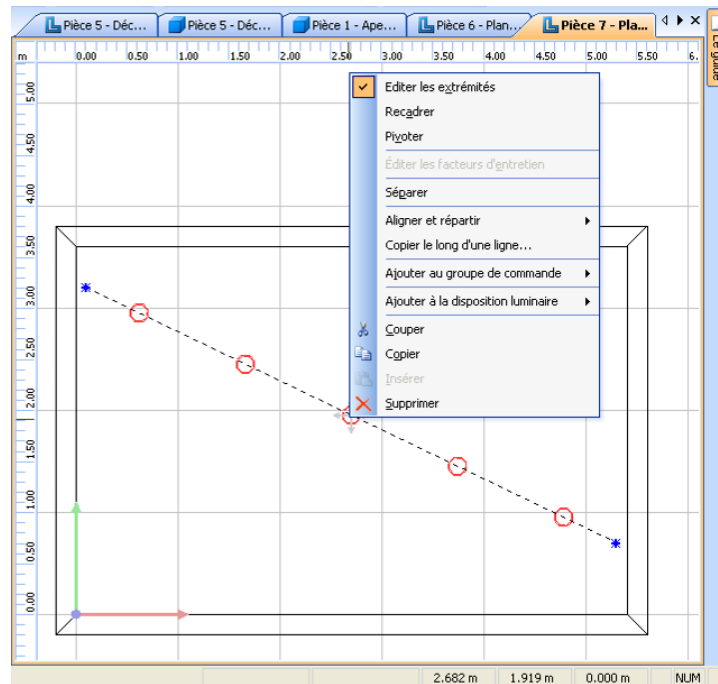 Pièce 5 - Déc... Pièce 5 - Déc... Pièce 1 - Ape... Pièce 6 - Plan... Pièce 7 - Pla...
Le guide
m 0.00 0.50 1.00 1.50 2.00 2.50 3.00 3.50 4.00 4.50 5.00 5.50 6.
5.00
4.50
4.00
3.50
3.00
2.50
2.00
1.50
1.00
0.50
0.00
Editer les extrémités
Recadrer
Pivoter
Éditer les facteurs d'entretien
Séparer
Aligner et répartir
Copier le long d'une ligne...
Ajouter au groupe de commande
Ajouter à la disposition luminaire
Couper
Copier
Insérer
Supprimer
2.682 m 1.919 m 0.000 m NUM